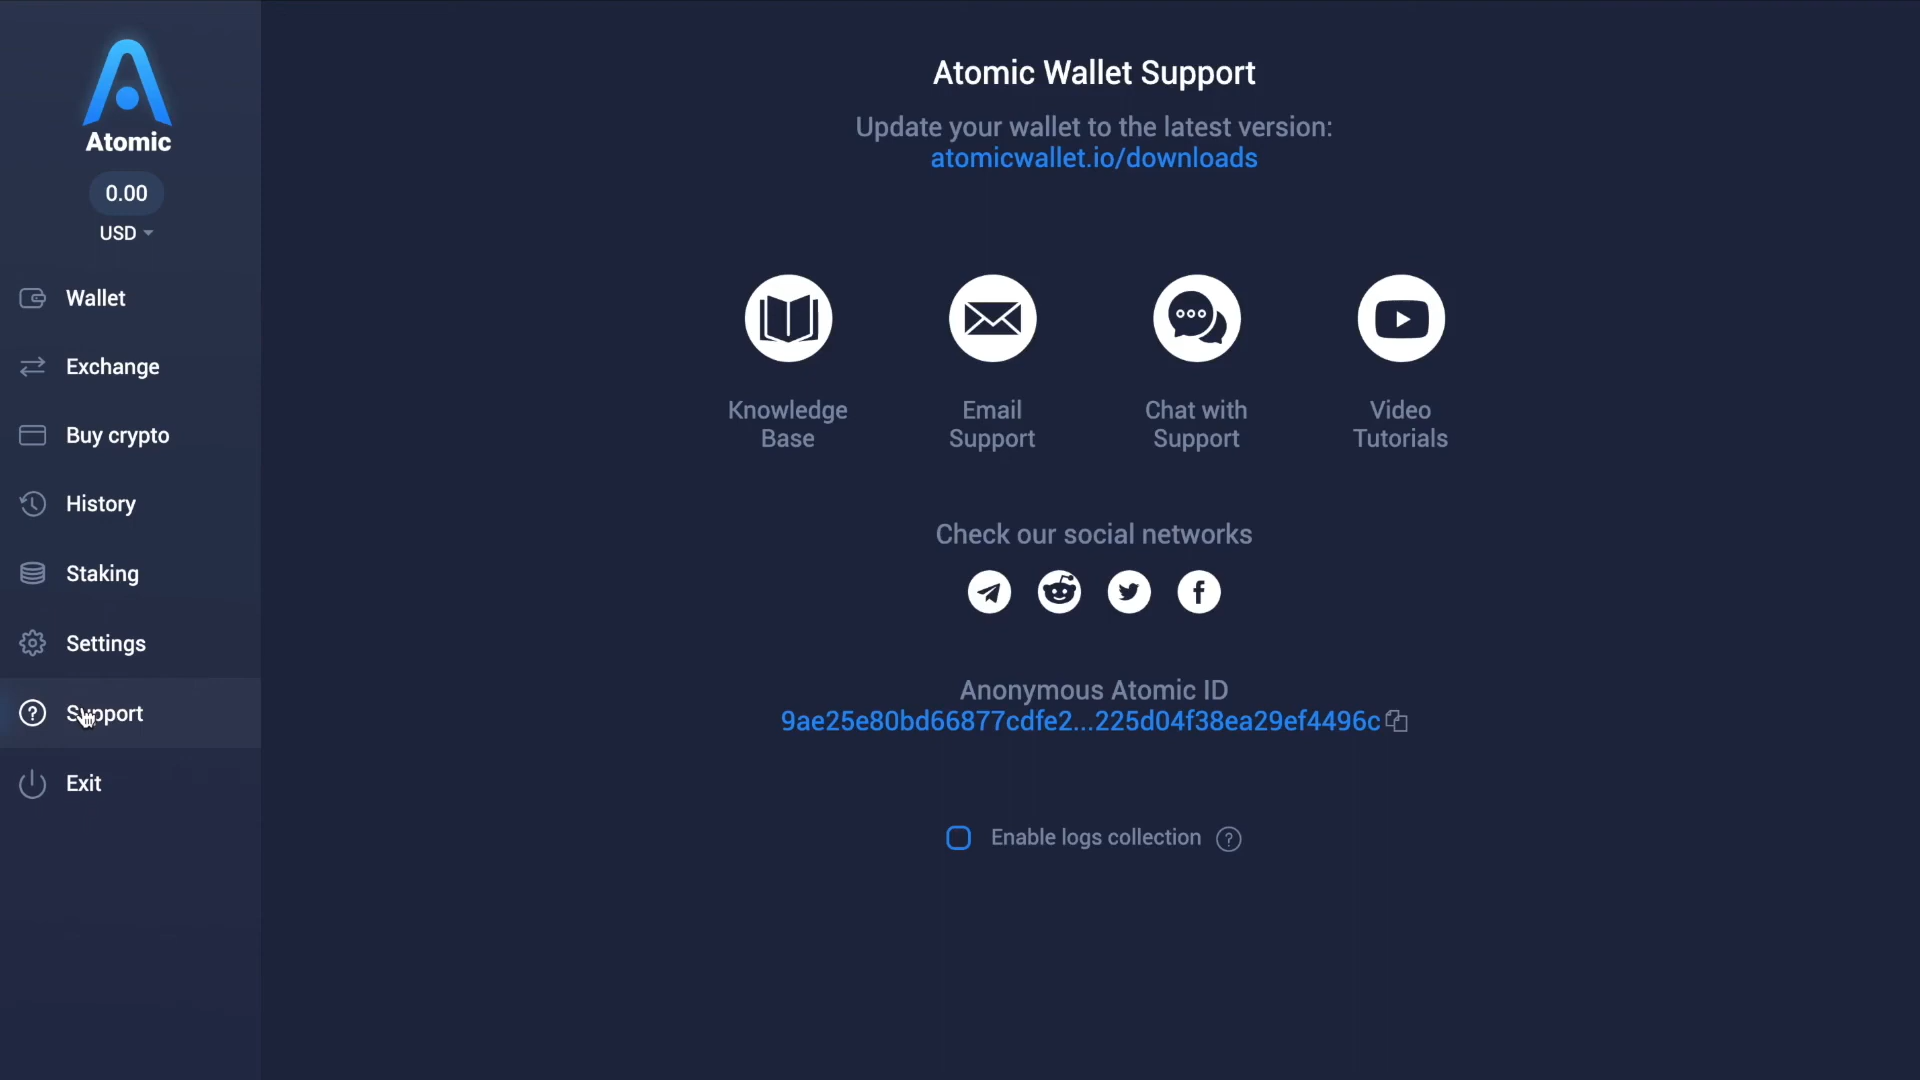 Atomic
0.00
USD
Wallet
Exchange
Buy crypto
History
Staking
Settings
Support
Exit
Atomic Wallet Support
Update your wallet to the latest version:
atomicwallet.io/downloads
Knowledge
Base
Email
Support
Chat with
Support
Video
Tutorials
Check our social networks
Anonymous Atomic ID
9ae25e80bd66877cdfe2...225d04f38ea29ef4496c
Enable logs collection